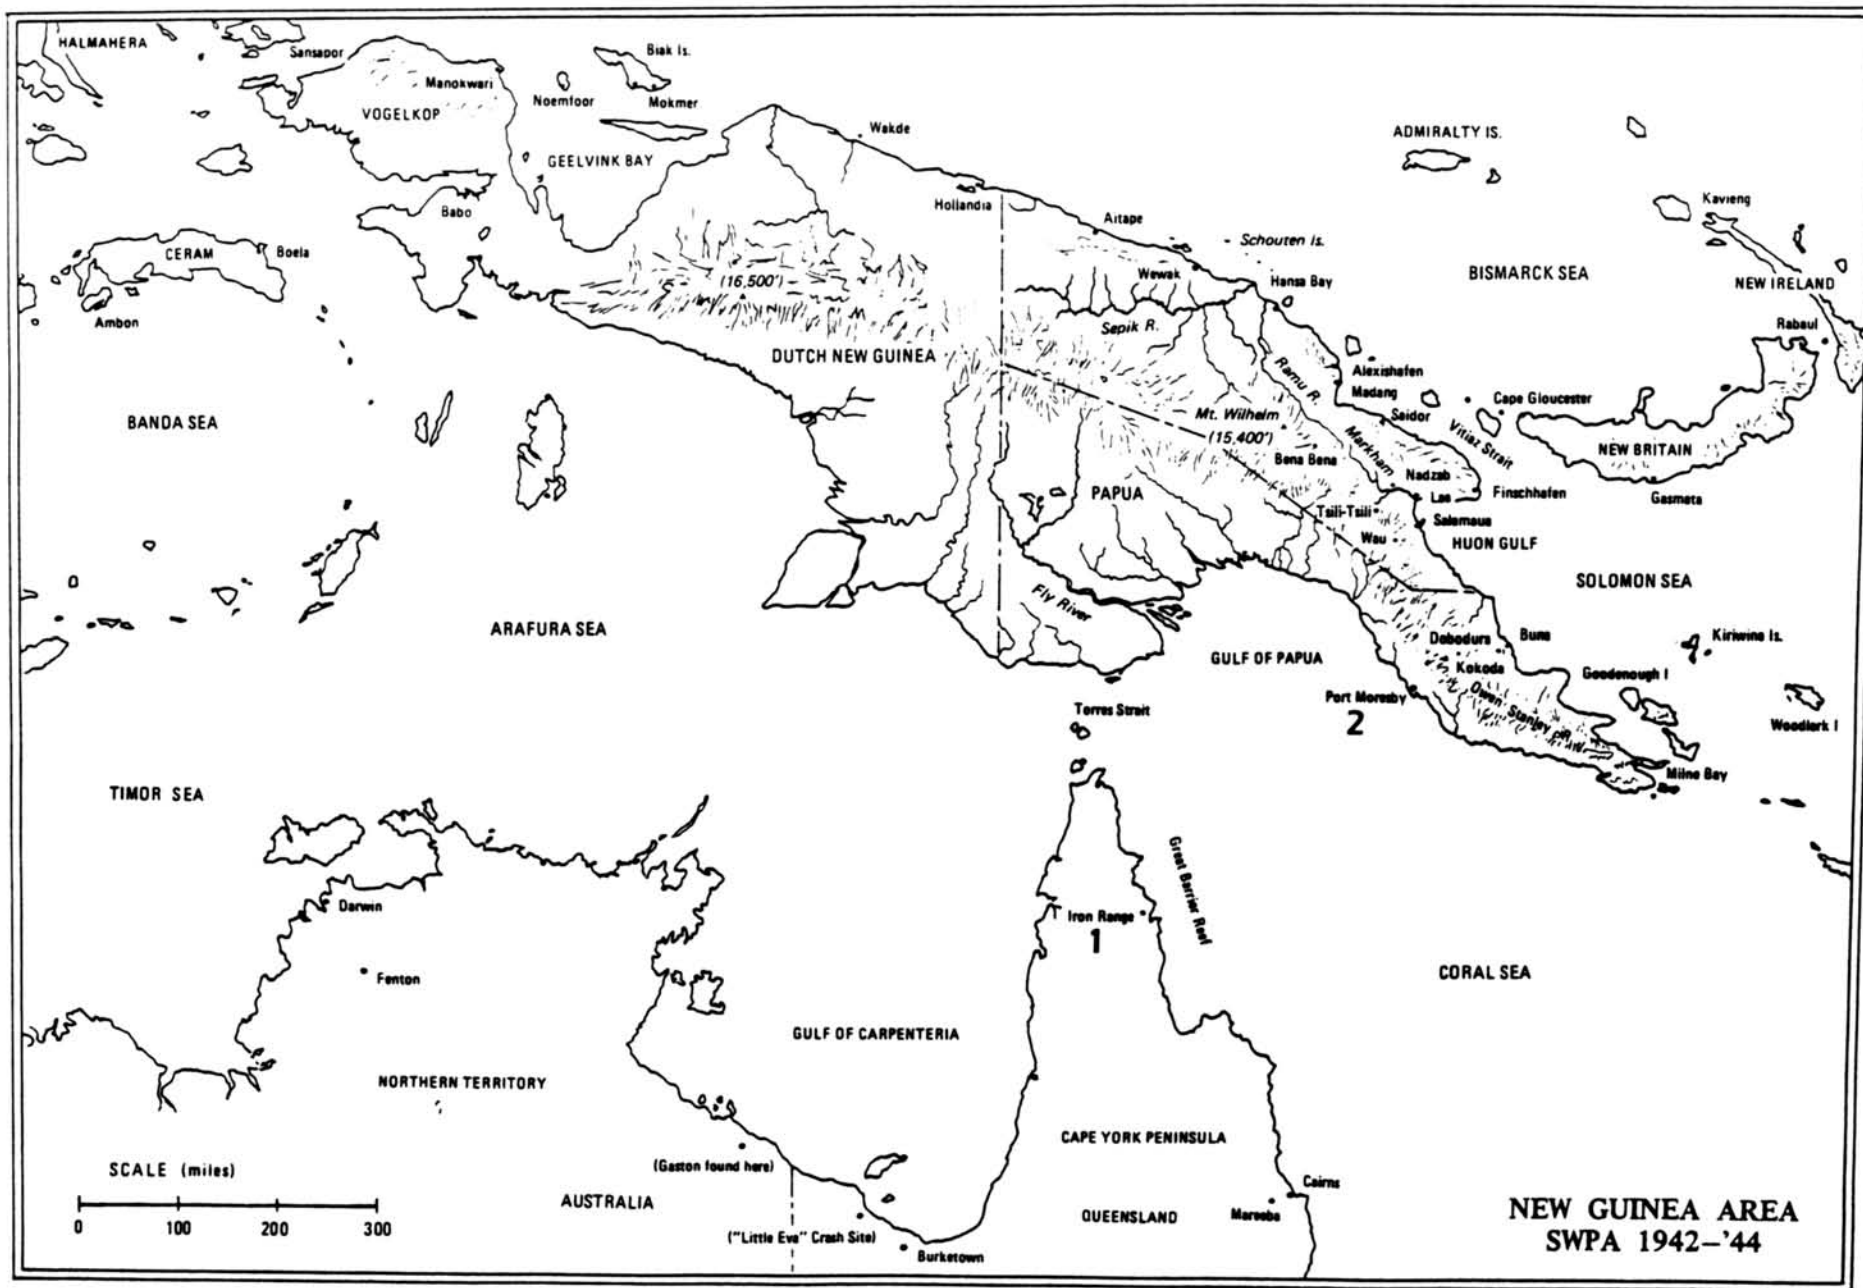 HALMAHERA
Sansapor
Biak Is.
Manokwari
Noemfoor
Mokmer
VOGELKOP
Wakde
ADMIRALTY IS.
GEELVINK BAY
Kavieng
Hollandia
Babo
Aitape
Schouten Is.
CERAM
Boela
Wewak
BISMARCK SEA
Hansa Bay
NEW IRELAND
(16,500')
Ambon
Sepik R.
Rabaul
DUTCH NEW GUINEA
Ramu R.
Alexishafen
Madang
Cape Gloucester
BANDA SEA
Mt. Wilhelm
(15,400')
Saidor
Vitiaz Strait
Markham
NEW BRITAIN
Bena Bena
Nadzab
PAPUA
Lae
Finschhafen
Gasmata
Tsili-Tsili
Salamaua
Wau
HUON GULF
SOLOMON SEA
Fly River
ARAFURA SEA
Dobodura
Buna
Kiriwina Is.
GULF OF PAPUA
Kokoda
Goodenough I
Port Moresby
2
Owen Stanley R.
Torres Strait
Woodlark I
Milne Bay
TIMOR SEA
Great Barrier Reef
Darwin
Iron Range
1
Fenton
CORAL SEA
GULF OF CARPENTERIA
NORTHERN TERRITORY
CAPE YORK PENINSULA
SCALE (miles)
0 100 200 300
(Gaston found here)
AUSTRALIA
("Little Eva" Crash Site)
Burketown
QUEENSLAND
Mareeba
Cairns
NEW GUINEA AREA
SWPA 1942–'44